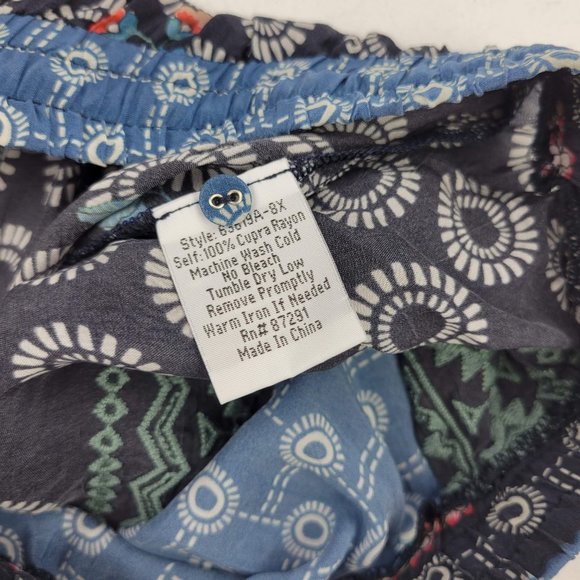 Style: 63619A-8X
Self:100% Cupra Rayon
Machine Wash Cold
No Bleach
Tumble Dry Low
Remove Promptly
Warm Iron If Needed
Rn# 87291
Made In China